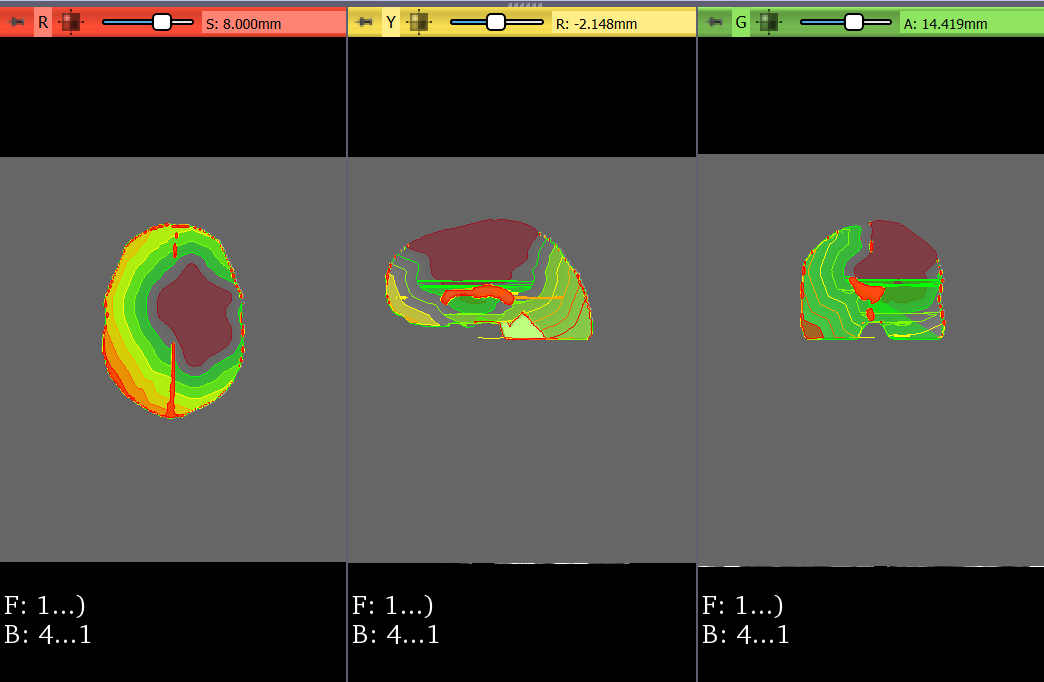 R S: 8.000mm
Y R: -2.148mm
G A: 14.419mm
F: 1...)
B: 4...1
F: 1...)
B: 4...1
F: 1...)
B: 4...1